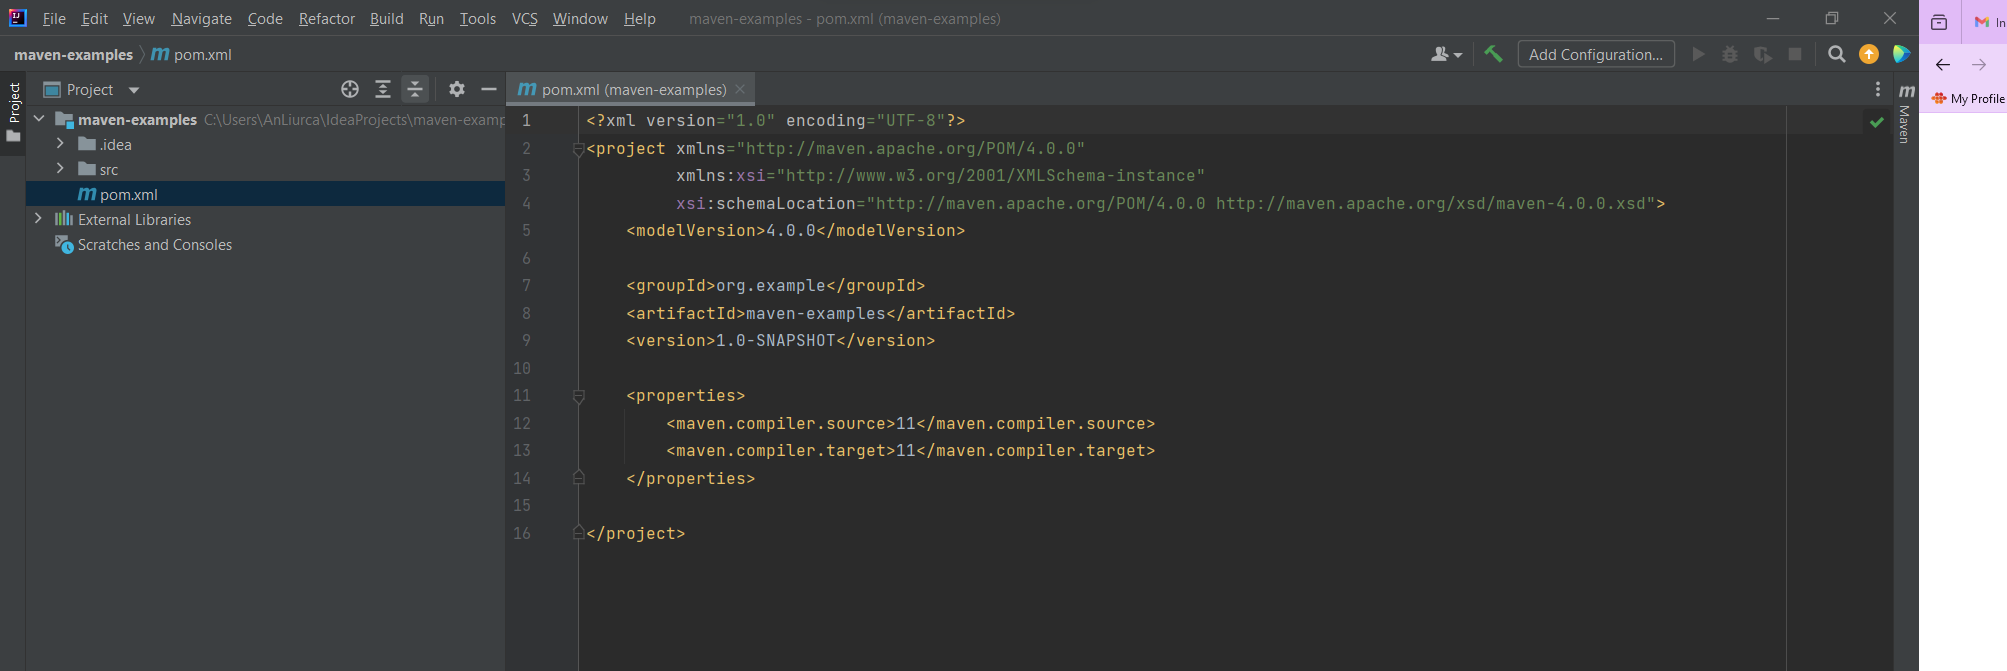 File Edit View Navigate Code Refactor Build Run Tools VCS Window Help maven-examples - pom.xml (maven-examples)
In
maven-examples pom.xml
Add Configuration...
Project
Project
pom.xml (maven-examples)
Maven
My Profile
maven-examples C:\Users\AnLiurca\IdeaProjects\maven-examp
.idea
src
pom.xml
External Libraries
Scratches and Consoles
1 <?xml version="1.0" encoding="UTF-8"?>
2 <project xmlns="http://maven.apache.org/POM/4.0.0"
3 xmlns:xsi="http://www.w3.org/2001/XMLSchema-instance"
4 xsi:schemaLocation="http://maven.apache.org/POM/4.0.0 http://maven.apache.org/xsd/maven-4.0.0.xsd">
5 <modelVersion>4.0.0</modelVersion>
6
7 <groupId>org.example</groupId>
8 <artifactId>maven-examples</artifactId>
9 <version>1.0-SNAPSHOT</version>
10
11 <properties>
12 <maven.compiler.source>11</maven.compiler.source>
13 <maven.compiler.target>11</maven.compiler.target>
14 </properties>
15
16 </project>